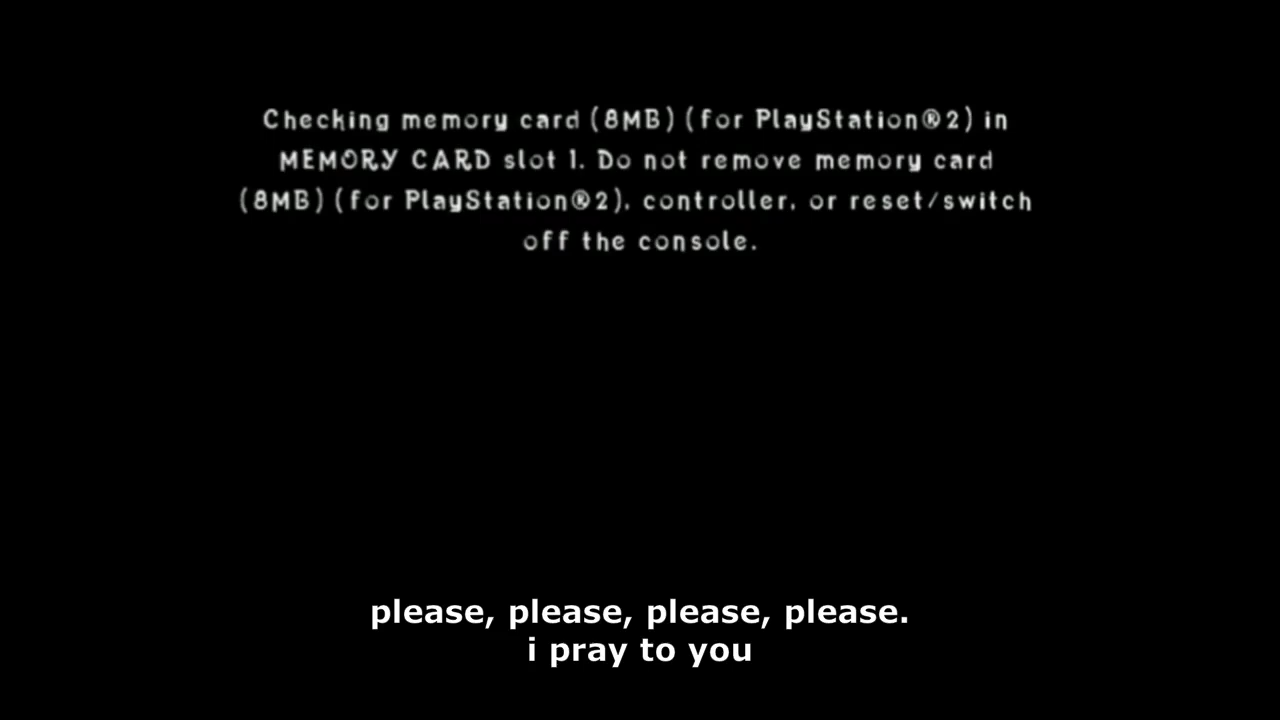 Checking memory card (8MB) (for PlayStation®2) in
MEMORY CARD slot 1. Do not remove memory card
(8MB) (for PlayStation®2), controller, or reset/switch
off the console.
please, please, please, please.
i pray to you